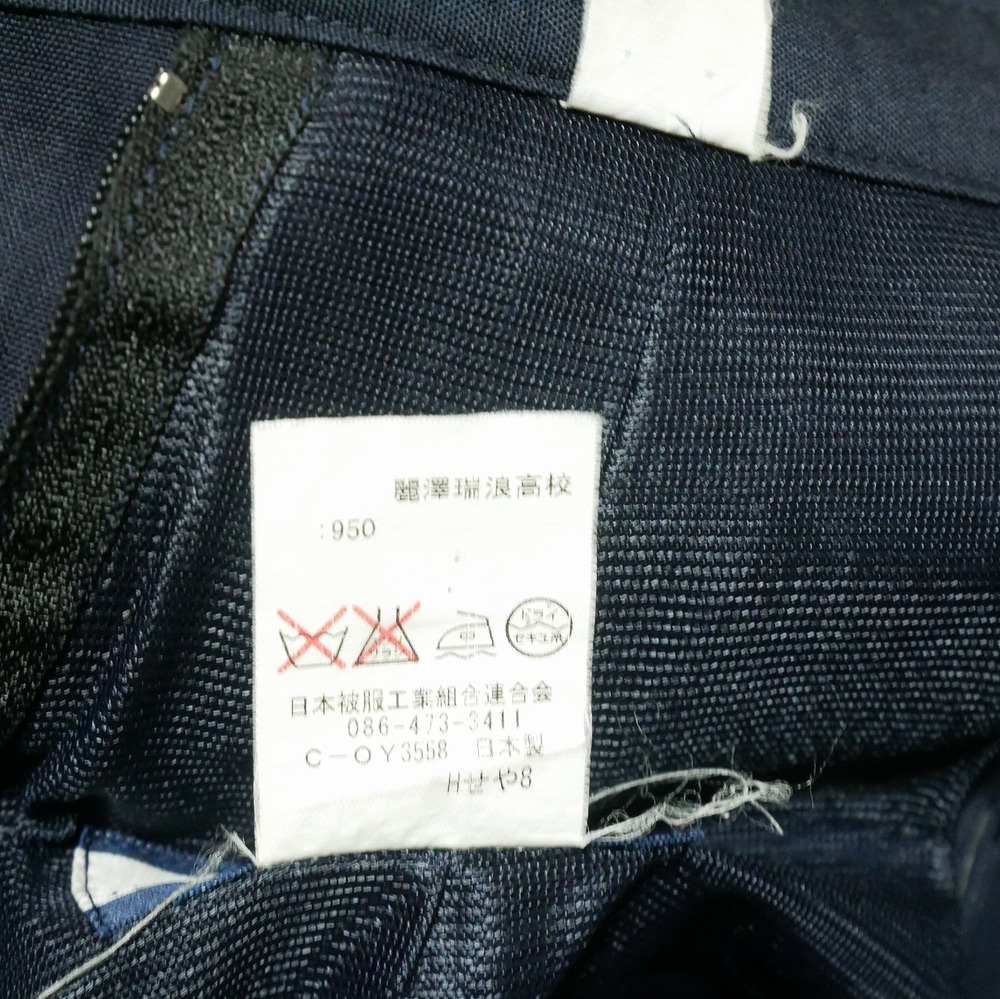 麗澤瑞浪高校
:950
中
ドライ
セキユ系
日本被服工業組合連合会
086-473-3411
C-OY3558 日本製
Hせや8